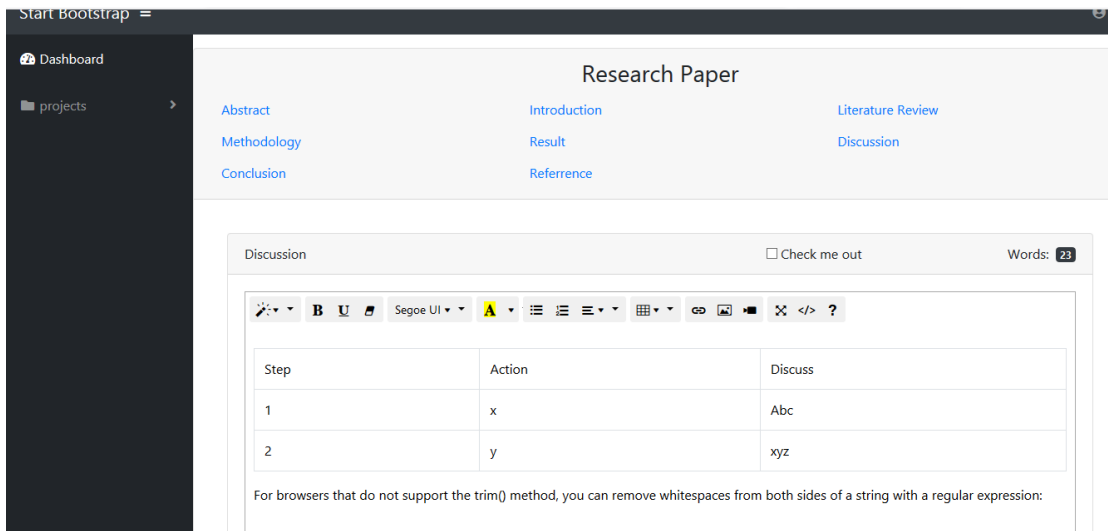 Start Bootstrap
Dashboard
projects
Research Paper
Abstract Introduction Literature Review
Methodology Result Discussion
Conclusion Referrence
Discussion Check me out Words: 23
B U Segoe UI A </> ?
Step Action Discuss
1 x Abc
2 y xyz
For browsers that do not support the trim() method, you can remove whitespaces from both sides of a string with a regular expression: